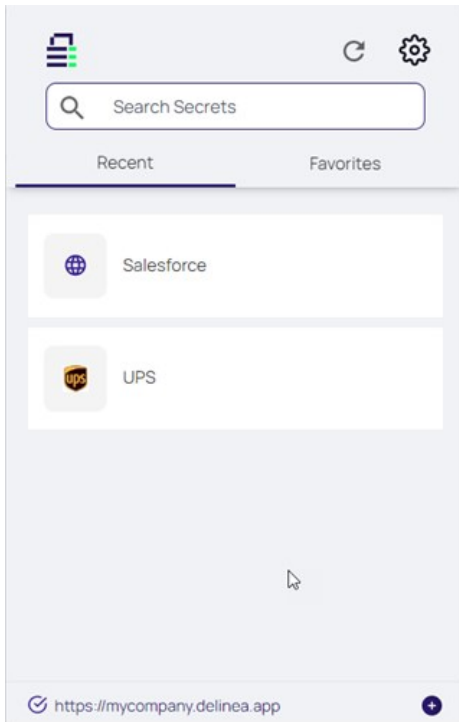 Search Secrets
Recent Favorites
Salesforce
ups UPS
https://mycompany.delinea.app